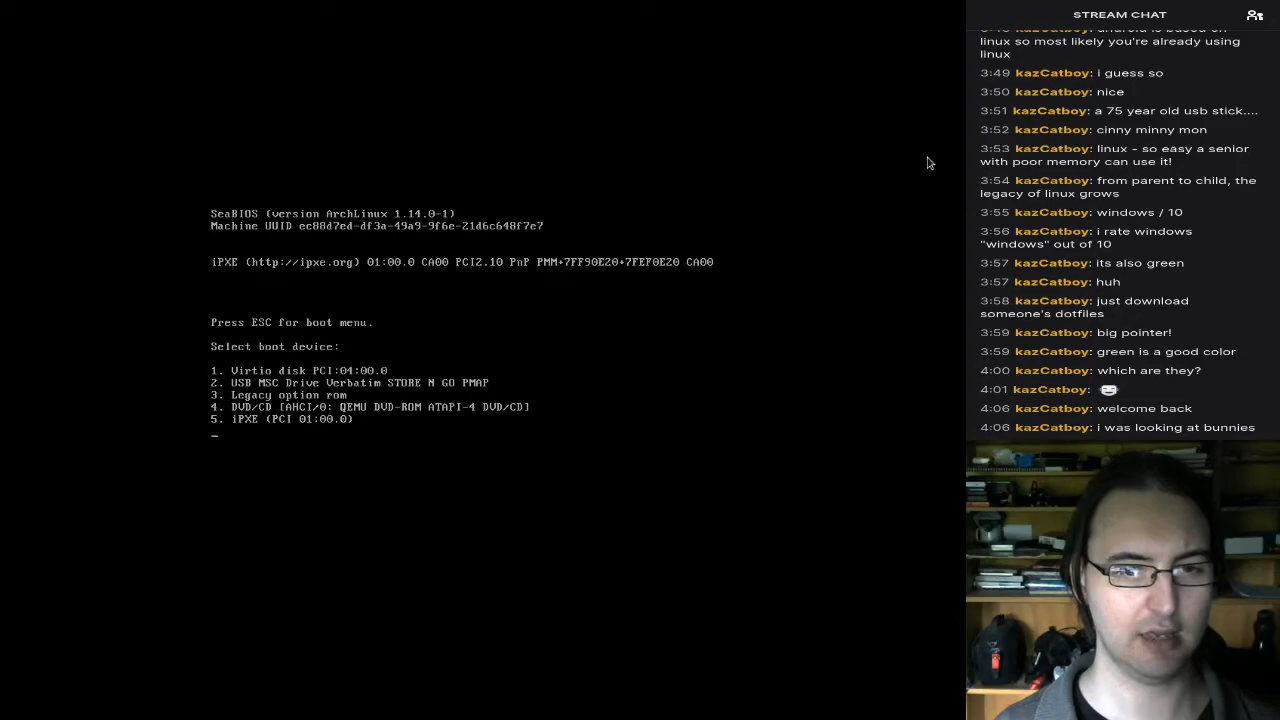 SeaBIOS (version ArchLinux 1.14.0-1)
Machine UUID ec88d7ed-df3a-49a9-9f6e-21d6c648f7e7
iPXE (http://ipxe.org) 01:00.0 CA00 PCI2.10 PnP PMM+7FF90E20+7FEF0E20 CA00
Press ESC for boot menu.
Select boot device:
1. Virtio disk PCI:04:00.0
2. USB MSC Drive Verbatim STORE N GO PMAP
3. Legacy option rom
4. DVD/CD [AHCI/0: QEMU DVD-ROM ATAPI-4 DVD/CD]
5. iPXE (PCI 01:00.0)
STREAM CHAT
linux so most likely you're already using
linux
3:49 kazCatboy: i guess so
3:50 kazCatboy: nice
3:51 kazCatboy: a 75 year old usb stick....
3:52 kazCatboy: cinny minny mon
3:53 kazCatboy: linux - so easy a senior
with poor memory can use it!
3:54 kazCatboy: from parent to child, the
legacy of linux grows
3:55 kazCatboy: windows / 10
3:56 kazCatboy: i rate windows
"windows" out of 10
3:57 kazCatboy: its also green
3:57 kazCatboy: huh
3:58 kazCatboy: just download
someone's dotfiles
3:59 kazCatboy: big pointer!
3:59 kazCatboy: green is a good color
4:00 kazCatboy: which are they?
4:01 kazCatboy:
4:06 kazCatboy: welcome back
4:06 kazCatboy: i was looking at bunnies